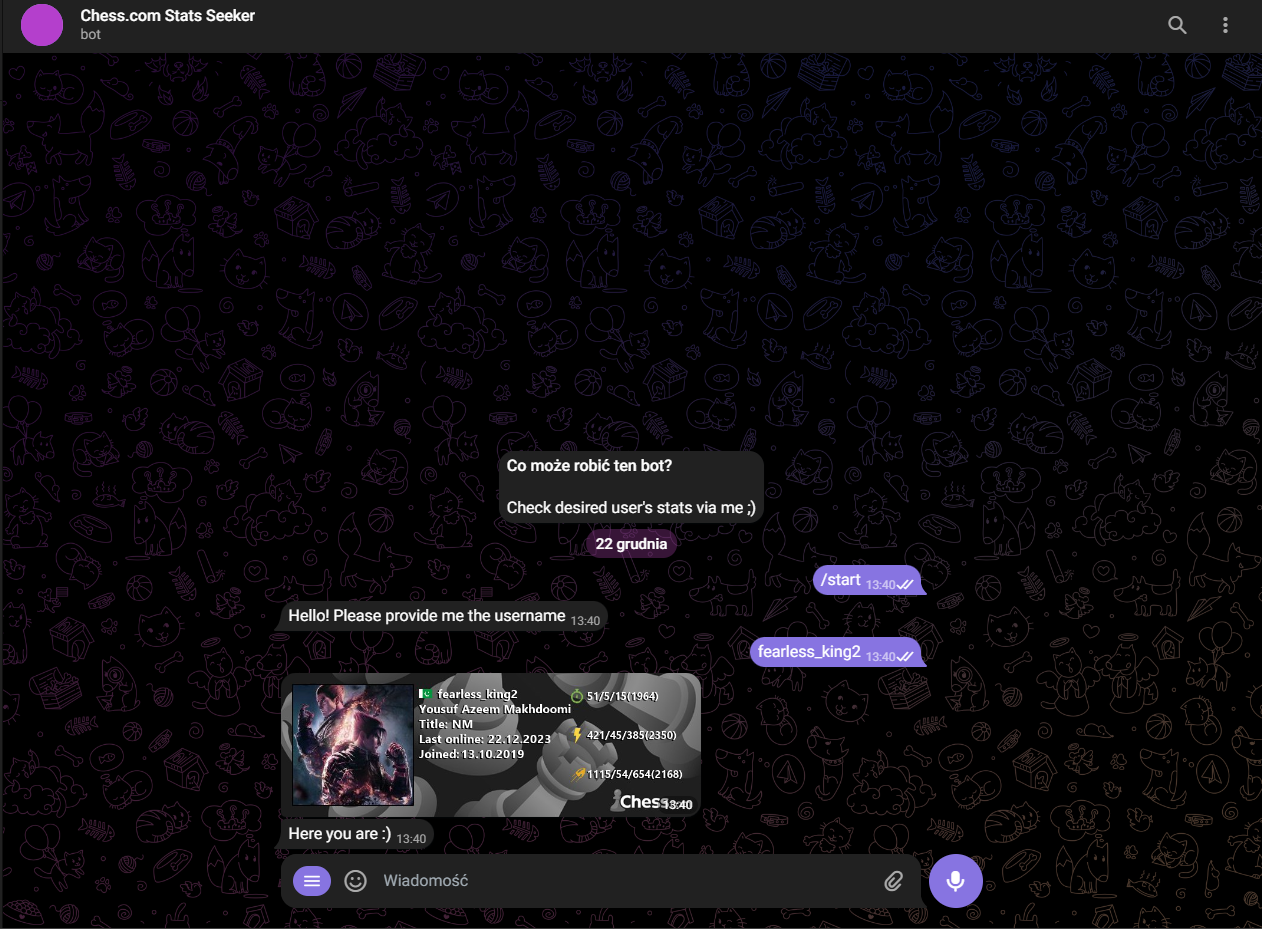 Chess.com Stats Seeker
bot
Co może robić ten bot?
Check desired user's stats via me ;)
22 grudnia
/start 13:40
Hello! Please provide me the username 13:40
fearless_king2 13:40
fearless_king2
Yousuf Azeem Makhdoomi
Title: NM
Last online: 22.12.2023
Joined: 13.10.2019
51/5/15(1964)
421/45/385(2350)
1115/54/654(2168)
Chess
13:40
Here you are :) 13:40
Wiadomość